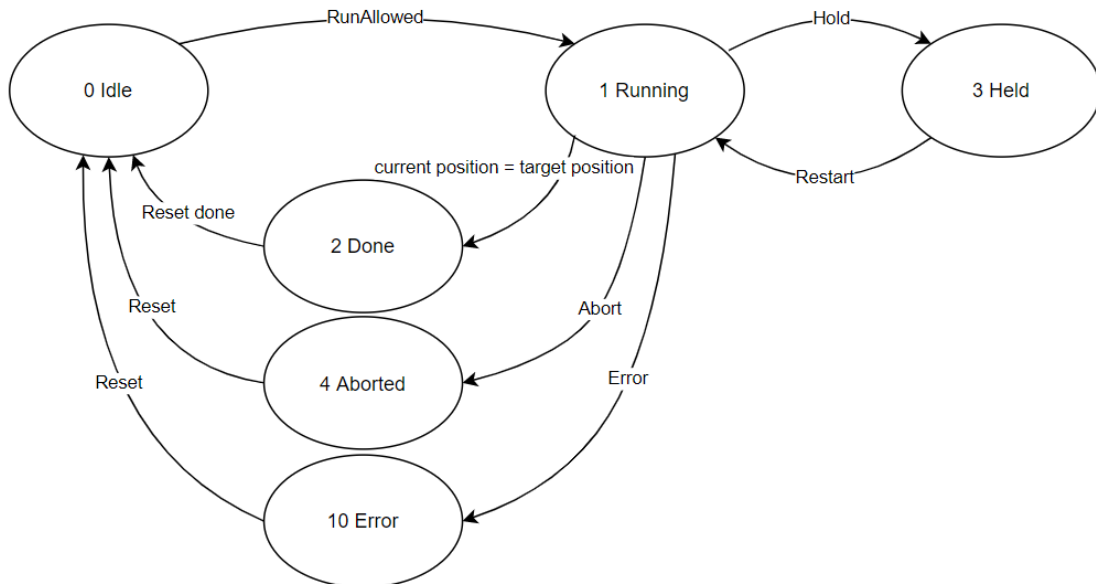 RunAllowed
Hold
0 Idle
1 Running
3 Held
current position = target position
Restart
Reset done
2 Done
Reset
Abort
4 Aborted
Reset
Error
10 Error